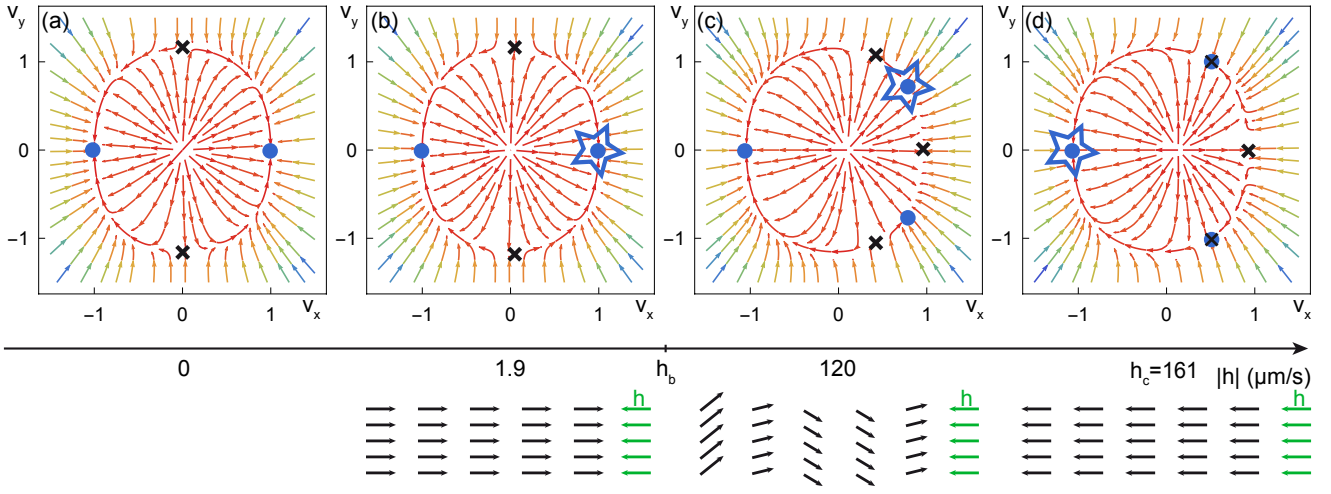 v_y (a)
v_y (b)
v_y (c)
v_y (d)
1
0
−1
−1 0 1 v_x
1
0
−1
−1 0 1 v_x
1
0
−1
−1 0 1 v_x
1
0
−1
−1 0 1 v_x
0 1.9 h_b 120 h_c=161 |h| (μm/s)
h h h